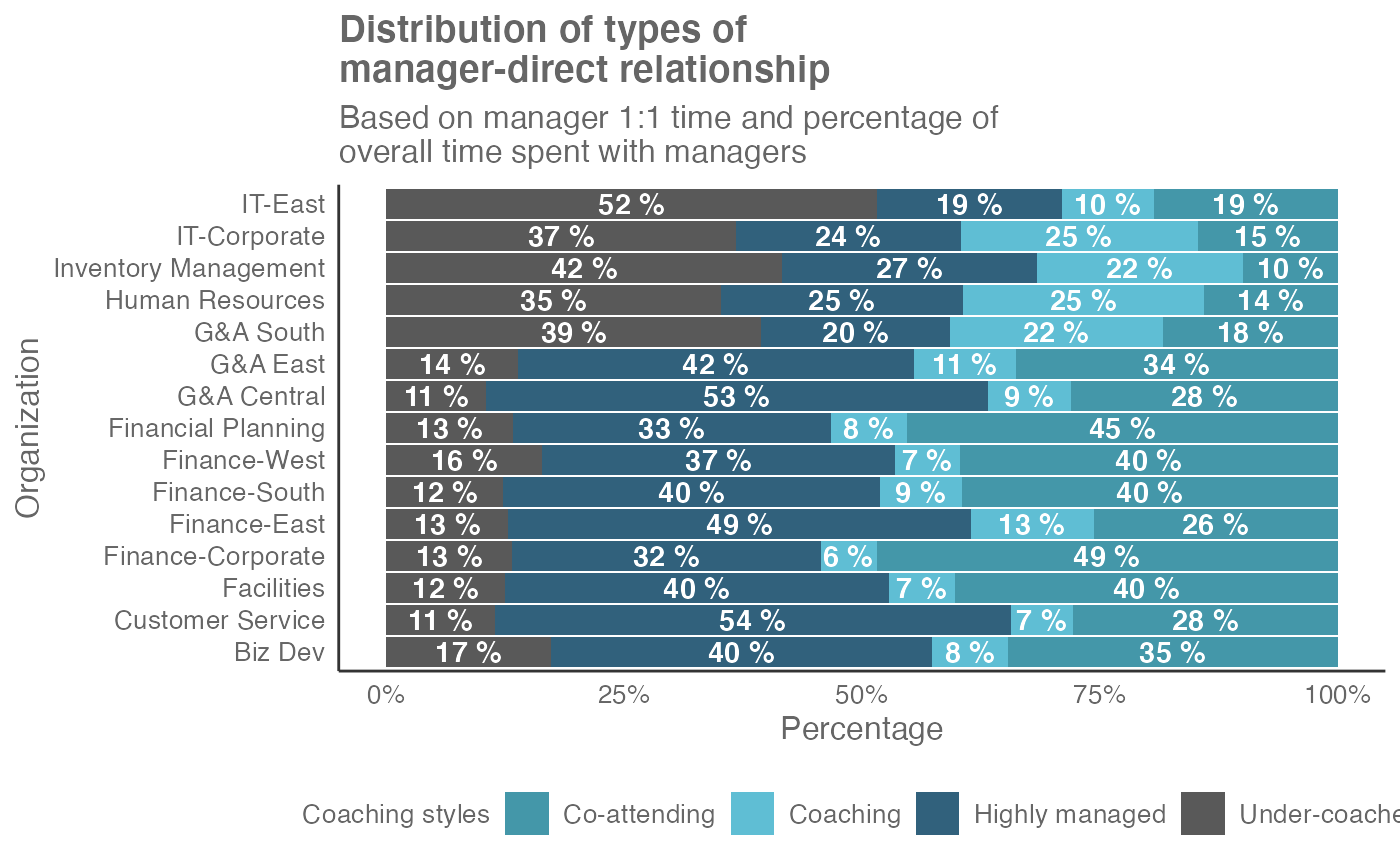 Distribution of types of
manager-direct relationship
Based on manager 1:1 time and percentage of
overall time spent with managers
Organization
IT-East 52 % 19 % 10 % 19 %
IT-Corporate 37 % 24 % 25 % 15 %
Inventory Management 42 % 27 % 22 % 10 %
Human Resources 35 % 25 % 25 % 14 %
G&A South 39 % 20 % 22 % 18 %
G&A East 14 % 42 % 11 % 34 %
G&A Central 11 % 53 % 9 % 28 %
Financial Planning 13 % 33 % 8 % 45 %
Finance-West 16 % 37 % 7 % 40 %
Finance-South 12 % 40 % 9 % 40 %
Finance-East 13 % 49 % 13 % 26 %
Finance-Corporate 13 % 32 % 6 % 49 %
Facilities 12 % 40 % 7 % 40 %
Customer Service 11 % 54 % 7 % 28 %
Biz Dev 17 % 40 % 8 % 35 %
0% 25% 50% 75% 100%
Percentage
Coaching styles Co-attending Coaching Highly managed Under-coache